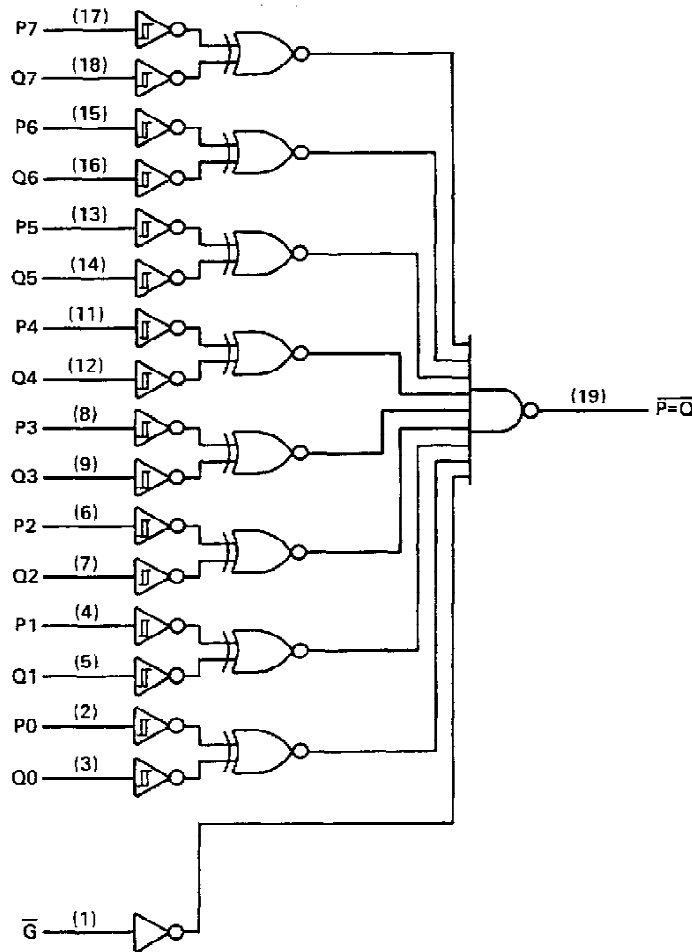 P7 (17)
Q7 (18)
P6 (15)
Q6 (16)
P5 (13)
Q5 (14)
P4 (11)
Q4 (12)
P3 (8)
Q3 (9)
P2 (6)
Q2 (7)
P1 (4)
Q1 (5)
P0 (2)
Q0 (3)
G̅ (1)
(19) P̅=̅Q̅